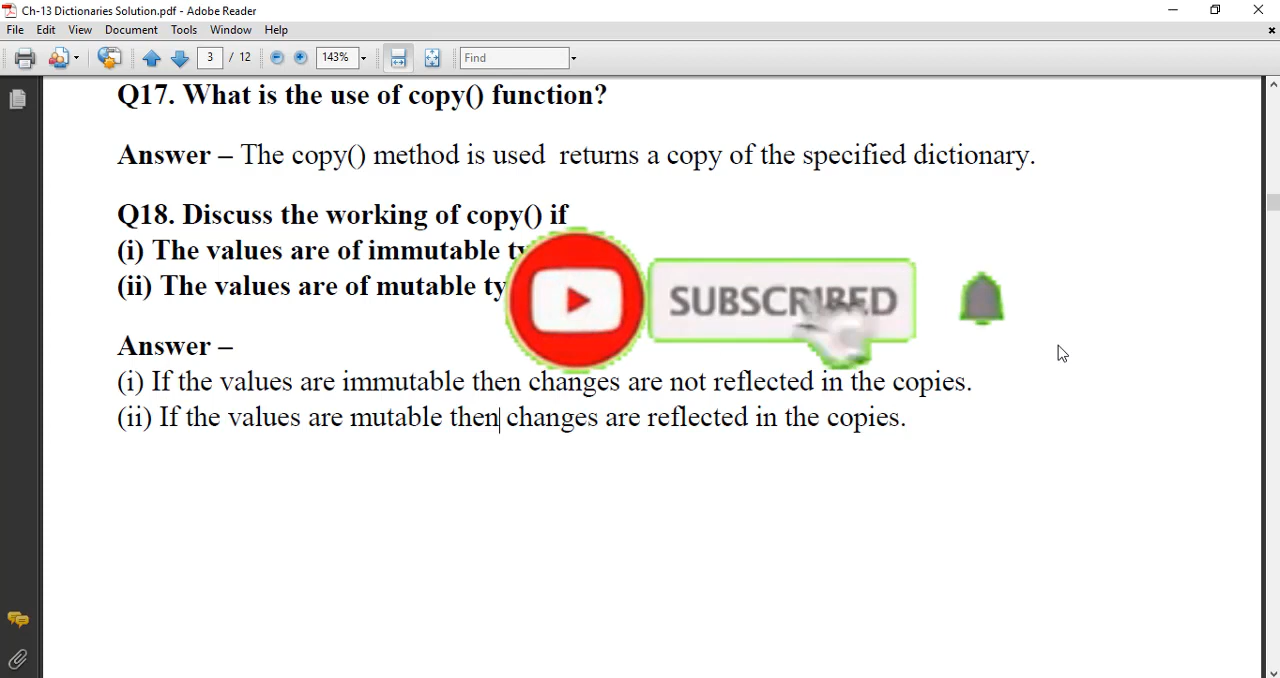 Ch-13 Dictionaries Solution.pdf - Adobe Reader
File Edit View Document Tools Window Help
3 / 12 143% Find
Q17. What is the use of copy() function?
Answer – The copy() method is used returns a copy of the specified dictionary.
Q18. Discuss the working of copy() if
(i) The values are of immutable
(ii) The values are of mutable
SUBSCRIBED
Answer –
(i) If the values are immutable then changes are not reflected in the copies.
(ii) If the values are mutable then changes are reflected in the copies.